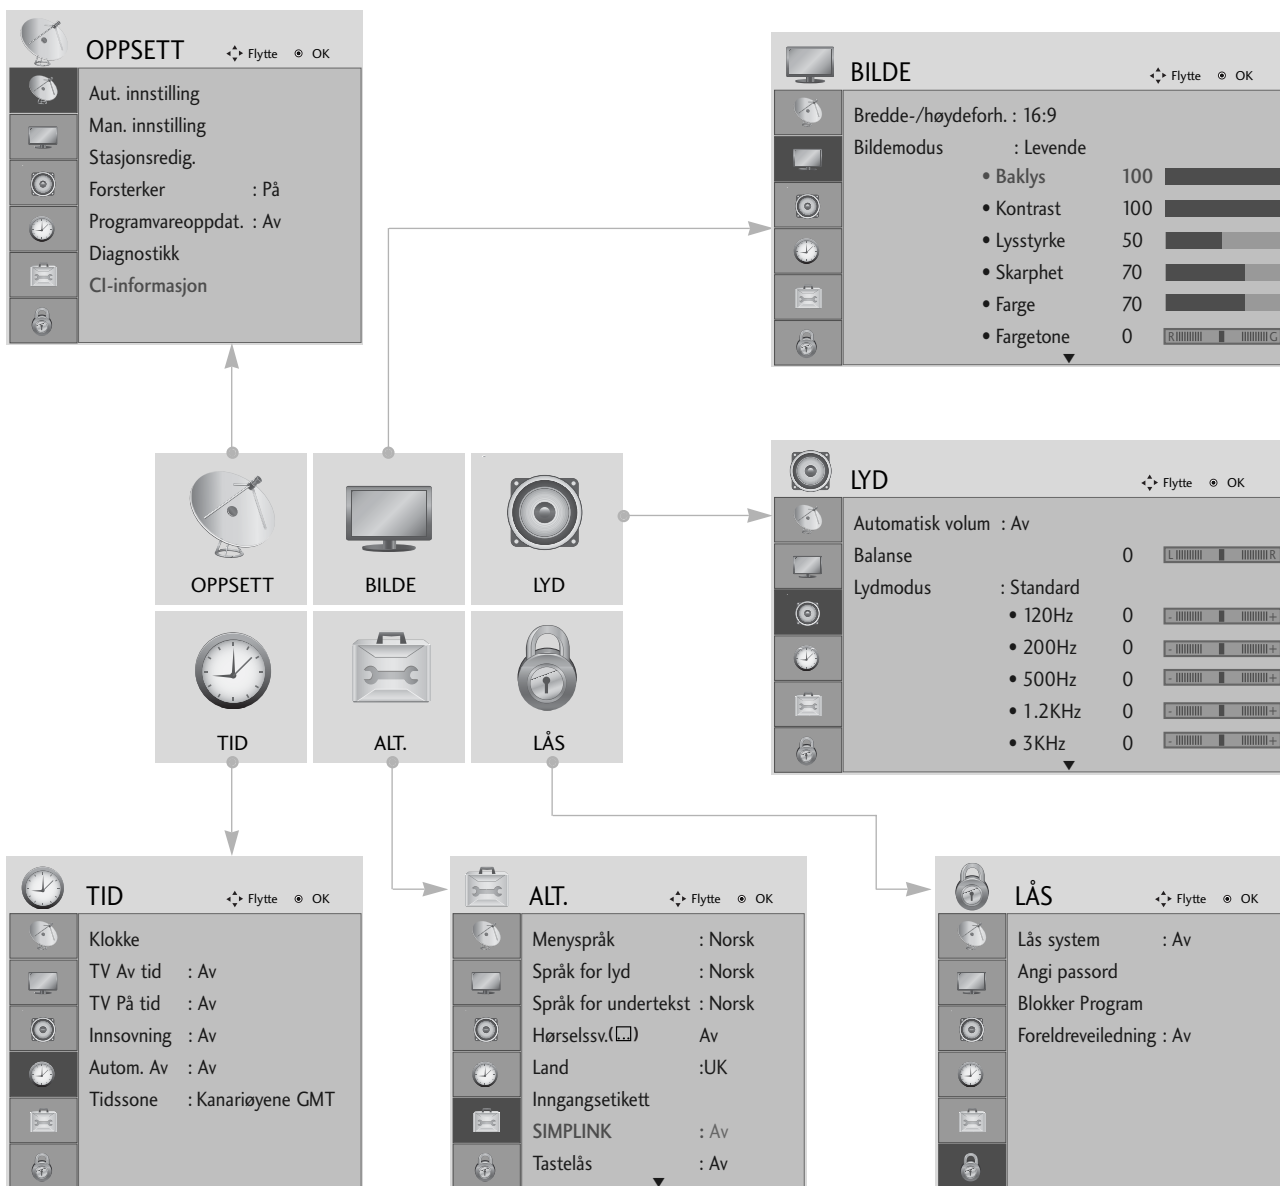 OPPSETT Flytte OK
Aut. innstilling
Man. innstilling
Stasjonsredig.
Forsterker : På
Programvareoppdat. : Av
Diagnostikk
CI-informasjon
BILDE Flytte OK
Bredde-/høydeforh. : 16:9
Bildemodus : Levende
• Baklys 100
• Kontrast 100
• Lysstyrke 50
• Skarphet 70
• Farge 70
• Fargetone 0 R G
OPPSETT BILDE LYD
TID ALT. LÅS
LYD Flytte OK
Automatisk volum : Av
Balanse 0 L R
Lydmodus : Standard
• 120Hz 0 - +
• 200Hz 0 - +
• 500Hz 0 - +
• 1.2KHz 0 - +
• 3KHz 0 - +
TID Flytte OK
Klokke
TV Av tid : Av
TV På tid : Av
Innsovning : Av
Autom. Av : Av
Tidssone : Kanariøyene GMT
ALT. Flytte OK
Menyspråk : Norsk
Språk for lyd : Norsk
Språk for undertekst : Norsk
Hørselssv.( ) Av
Land :UK
Inngangsetikett
SIMPLINK : Av
Tastelås : Av
LÅS Flytte OK
Lås system : Av
Angi passord
Blokker Program
Foreldreveiledning : Av